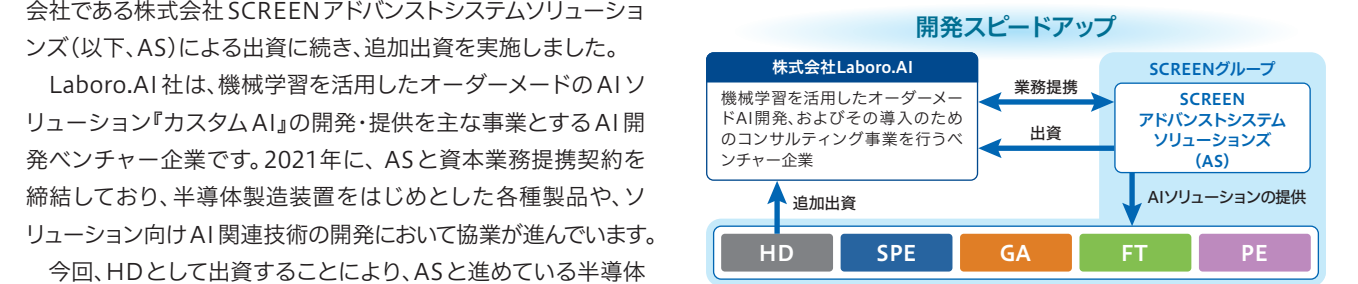 会社である株式会社SCREENアドバンストシステムソリューショ
ンズ(以下、AS)による出資に続き、追加出資を実施しました。
Laboro.AI社は、機械学習を活用したオーダーメードのAIソ
リューション『カスタムAI』の開発・提供を主な事業とするAI開
発ベンチャー企業です。2021年に、ASと資本業務提携契約を
締結しており、半導体製造装置をはじめとした各種製品や、ソ
リューション向けAI関連技術の開発において協業が進んでいます。
今回、HDとして出資することにより、ASと進めている半導体
開発スピードアップ
株式会社Laboro.AI
機械学習を活用したオーダーメー
ドAI開発、およびその導入のため
のコンサルティング事業を行うベ
ンチャー企業
業務提携
出資
SCREENグループ
SCREEN
アドバンストシステム
ソリューションズ
(AS)
追加出資
AIソリューションの提供
HD
SPE
GA
FT
PE